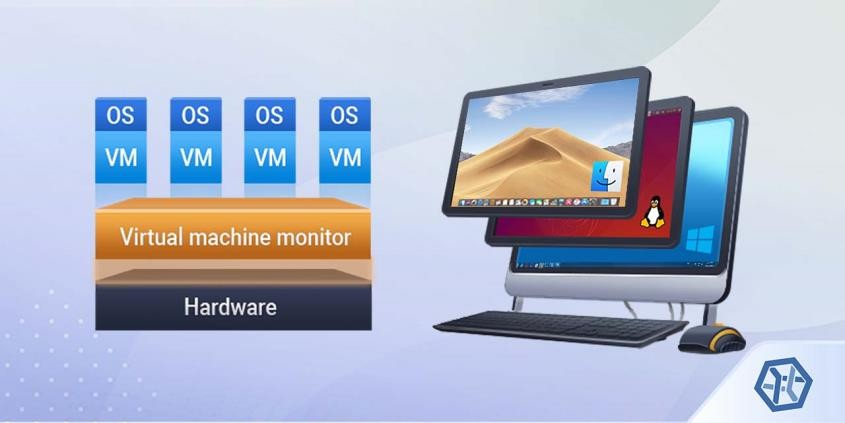 OS OS OS OS
VM VM VM VM
Virtual machine monitor
Hardware